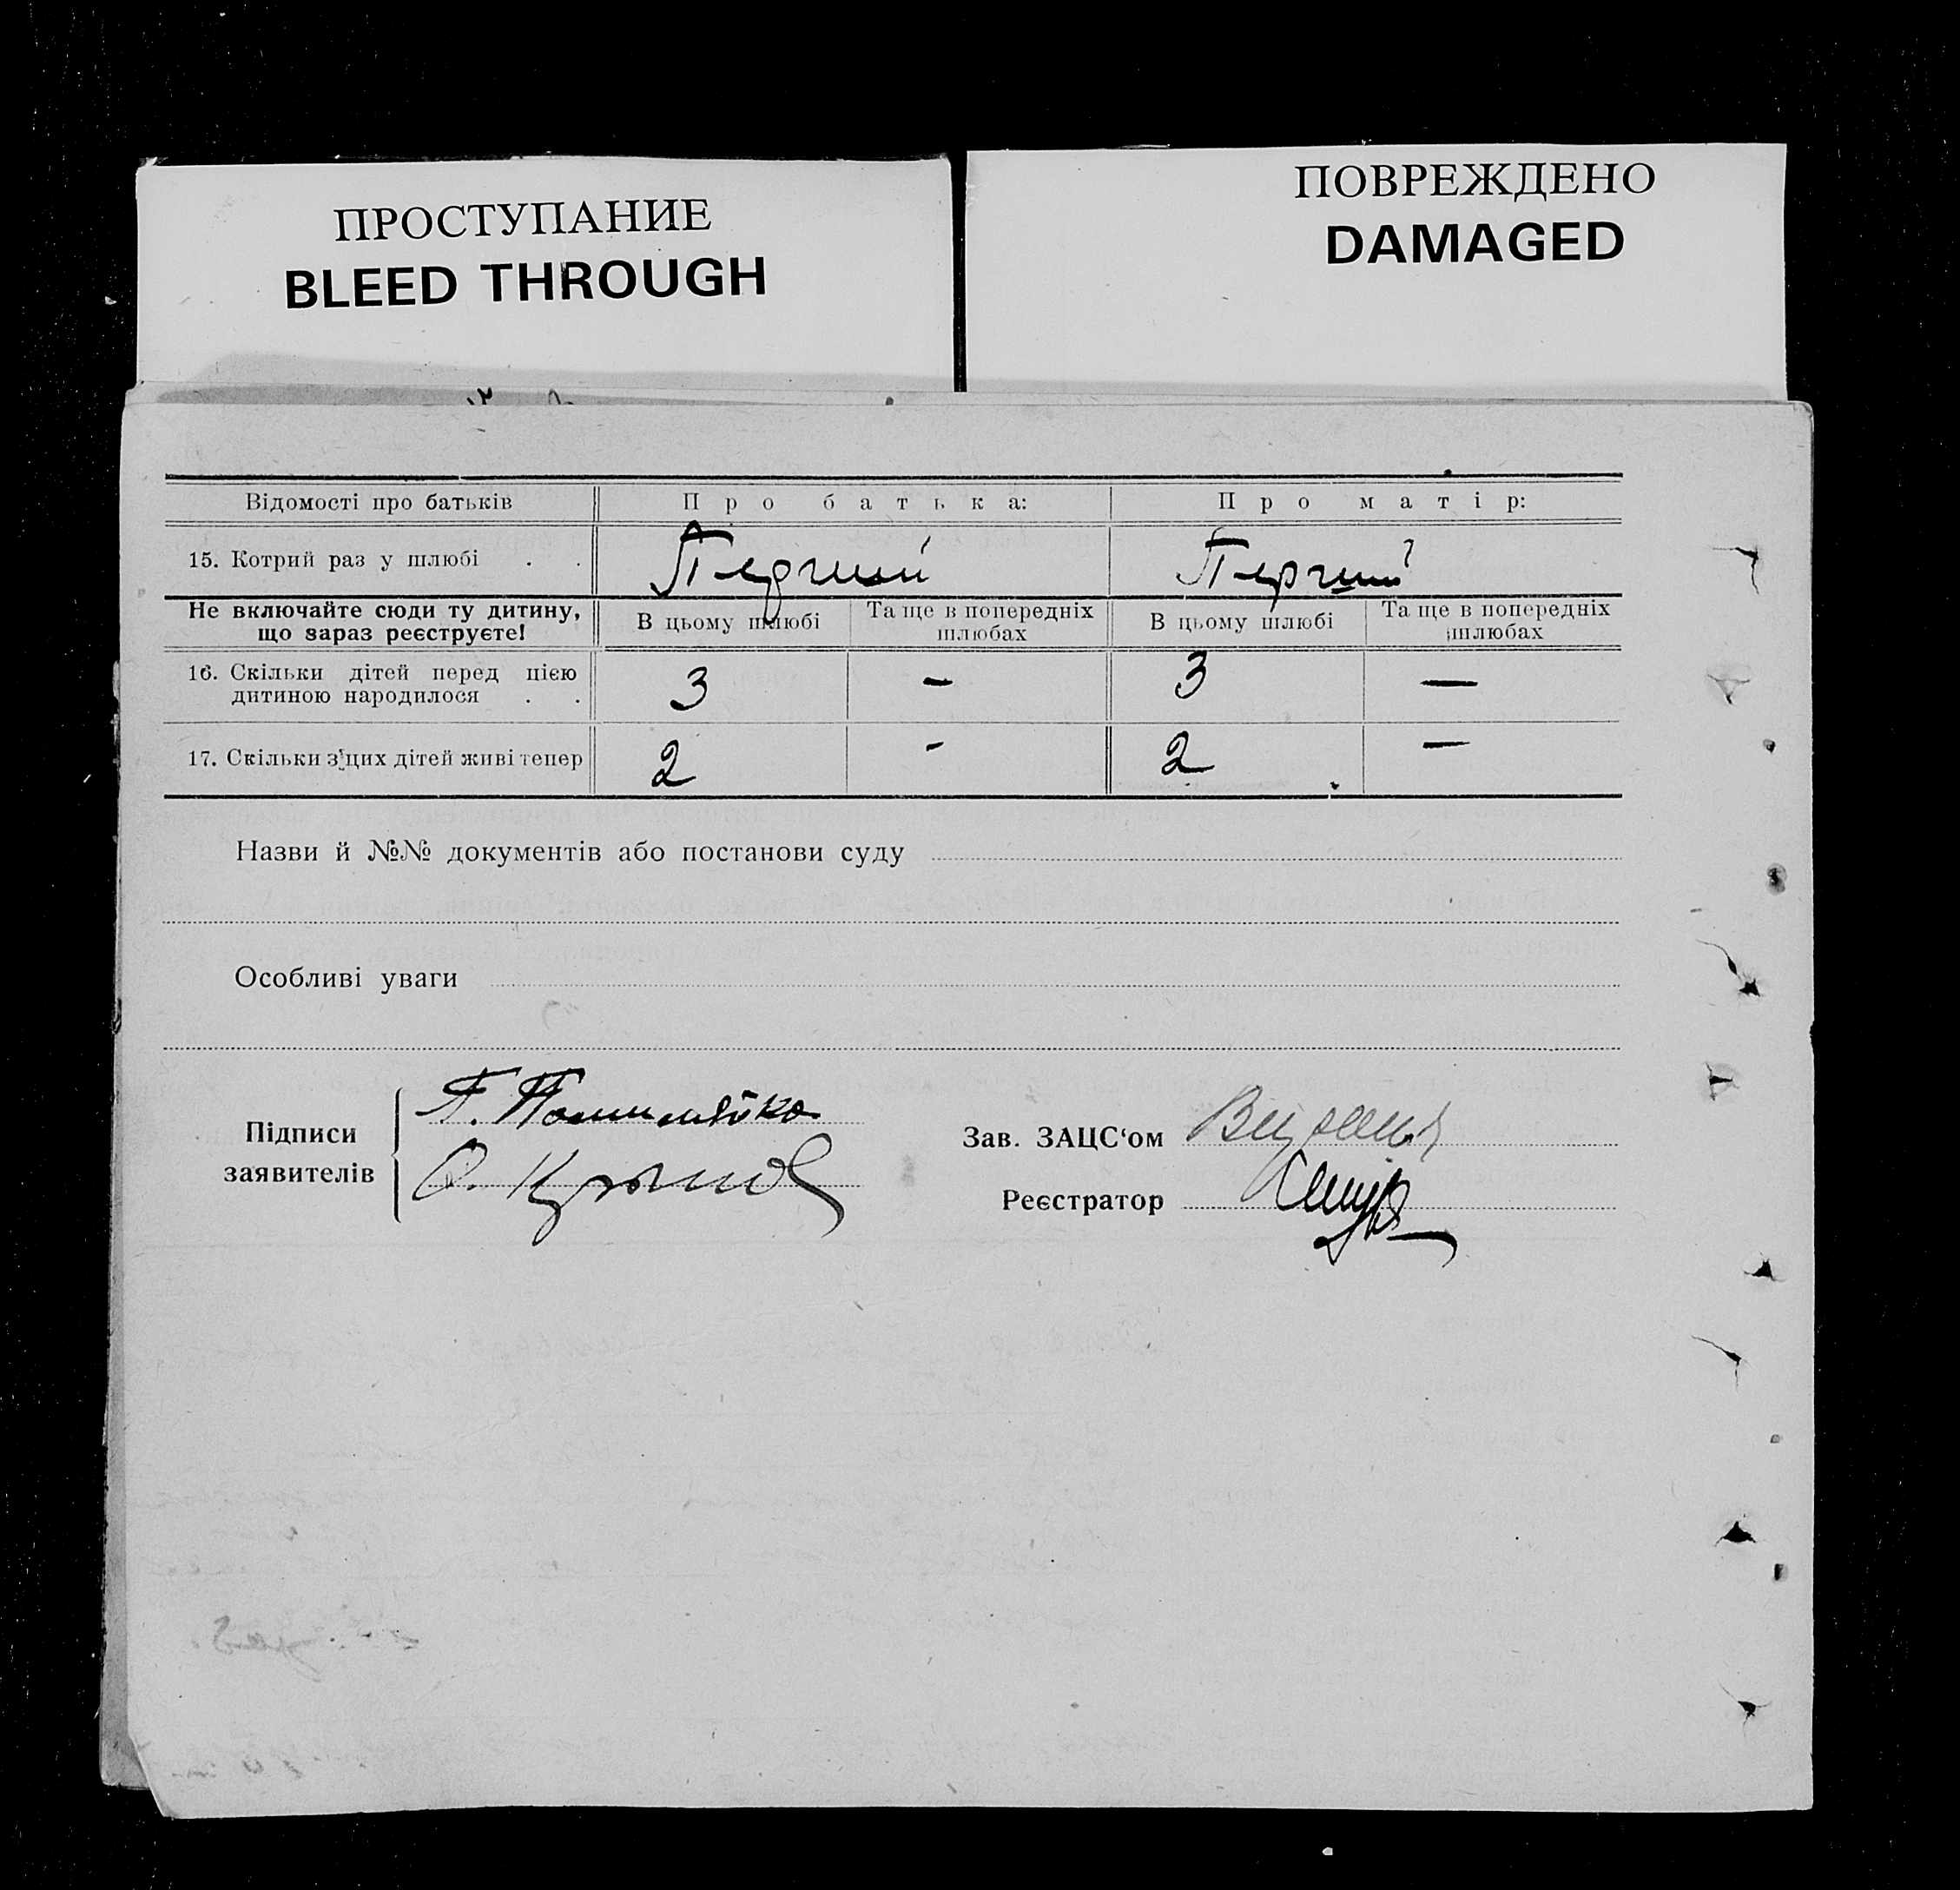 ПРОСТУПАНИЕ
BLEED THROUGH
ПОВРЕЖДЕНО
DAMAGED
Відомості про батьків Про батька: Про матір:
15. Котрий раз у шлюбі . . Перший Перший
Не включайте сюди ту дитину, що зараз реєструєте! В цьому шлюбі Та ще в попередніх шлюбах В цьому шлюбі Та ще в попередніх шлюбах
16. Скільки дітей перед цією дитиною народилося . . 3 — 3 —
17. Скільки з'цих дітей живі тепер 2 - 2 —
Назви й №№ документів або постанови суду
Особливі уваги
Підписи заявителів
Зав. ЗАЦС'ом
Реєстратор